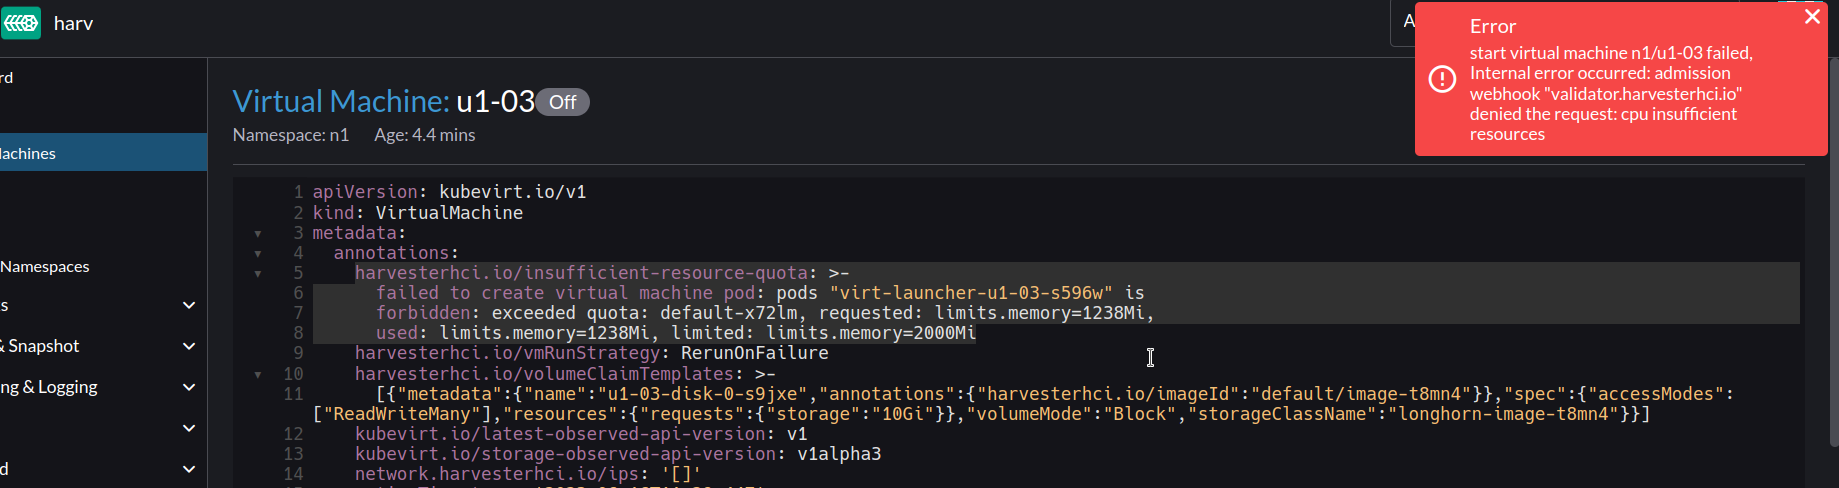 harv
A
Error
start virtual machine n1/u1-03 failed,
Internal error occurred: admission
webhook "validator.harvesterhci.io"
denied the request: cpu insufficient
resources
rd
achines
Namespaces
s
& Snapshot
ng & Logging
d
Virtual Machine: u1-03 Off
Namespace: n1 Age: 4.4 mins
1 apiVersion: kubevirt.io/v1
2 kind: VirtualMachine
3 metadata:
4 annotations:
5 harvesterhci.io/insufficient-resource-quota: >-
6 failed to create virtual machine pod: pods "virt-launcher-u1-03-s596w" is
7 forbidden: exceeded quota: default-x72lm, requested: limits.memory=1238Mi,
8 used: limits.memory=1238Mi, limited: limits.memory=2000Mi
9 harvesterhci.io/vmRunStrategy: RerunOnFailure
10 harvesterhci.io/volumeClaimTemplates: >-
11 [{"metadata":{"name":"u1-03-disk-0-s9jxe","annotations":{"harvesterhci.io/imageId":"default/image-t8mn4"}},"spec":{"accessModes":
["ReadWriteMany"],"resources":{"requests":{"storage":"10Gi"}},"volumeMode":"Block","storageClassName":"longhorn-image-t8mn4"}}]
12 kubevirt.io/latest-observed-api-version: v1
13 kubevirt.io/storage-observed-api-version: v1alpha3
14 network.harvesterhci.io/ips: '[]'